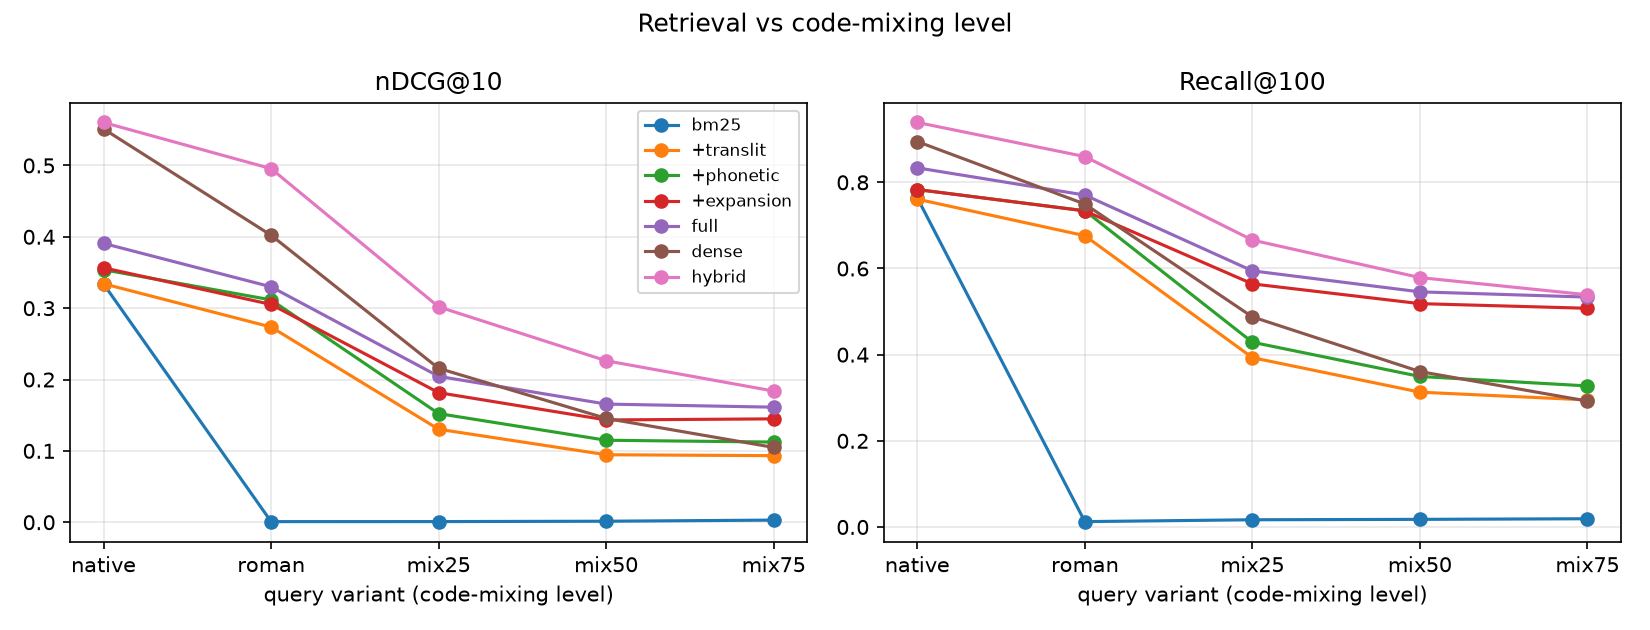 Retrieval vs code-mixing level
nDCG@10
0.5
0.4
0.3
0.2
0.1
0.0
bm25
+translit
+phonetic
+expansion
full
dense
hybrid
native roman mix25 mix50 mix75
query variant (code-mixing level)
Recall@100
0.8
0.6
0.4
0.2
0.0
native roman mix25 mix50 mix75
query variant (code-mixing level)